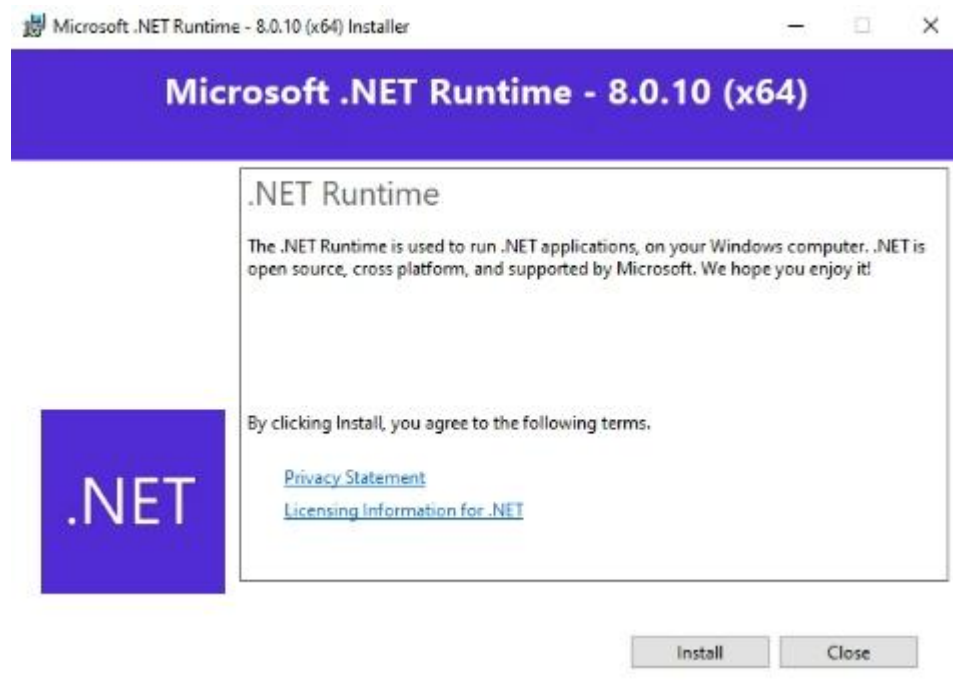 Microsoft .NET Runtime - 8.0.10 (x64) Installer
Microsoft .NET Runtime - 8.0.10 (x64)
.NET Runtime
The .NET Runtime is used to run .NET applications, on your Windows computer. .NET is
open source, cross platform, and supported by Microsoft. We hope you enjoy it!
By clicking Install, you agree to the following terms.
Privacy Statement
Licensing Information for .NET
.NET
Install
Close